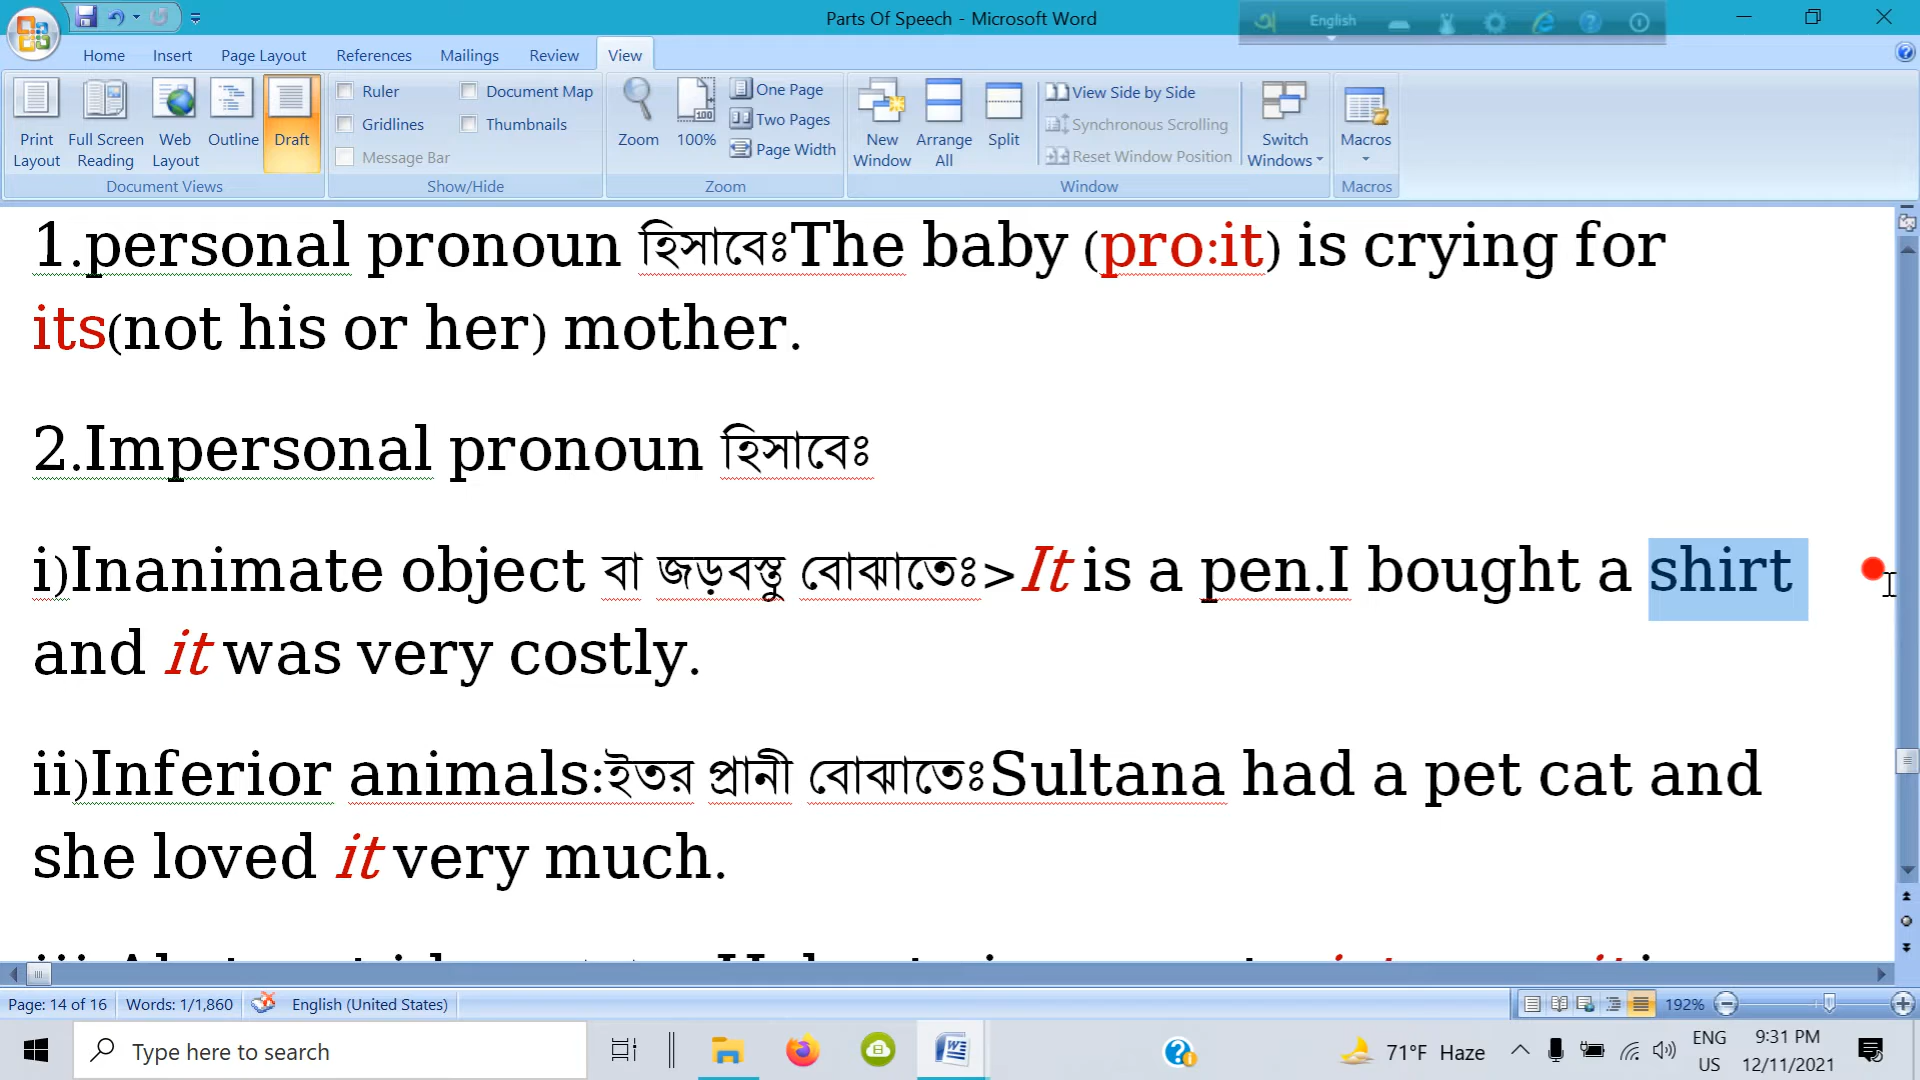 Parts Of Speech - Microsoft Word
English
Home Insert Page Layout References Mailings Review View
Print Layout
Full Screen Reading
Web Layout
Outline
Draft
Document Views
Ruler
Gridlines
Message Bar
Document Map
Thumbnails
Show/Hide
Zoom
100%
One Page
Two Pages
Page Width
Zoom
New Window
Arrange All
Split
View Side by Side
Synchronous Scrolling
Reset Window Position
Switch Windows
Window
Macros
Macros
1.personal pronoun হিসাবেঃThe baby (pro:it) is crying for
its(not his or her) mother.
2.Impersonal pronoun হিসাবেঃ
i)Inanimate object বা জড়বস্তু বোঝাতেঃ>It is a pen.I bought a shirt
and it was very costly.
ii)Inferior animals:ইতর প্রানী বোঝাতেঃSultana had a pet cat and
she loved it very much.
Page: 14 of 16 Words: 1/1,860 English (United States) 192%
Type here to search
71°F Haze
ENG
US
9:31 PM
12/11/2021